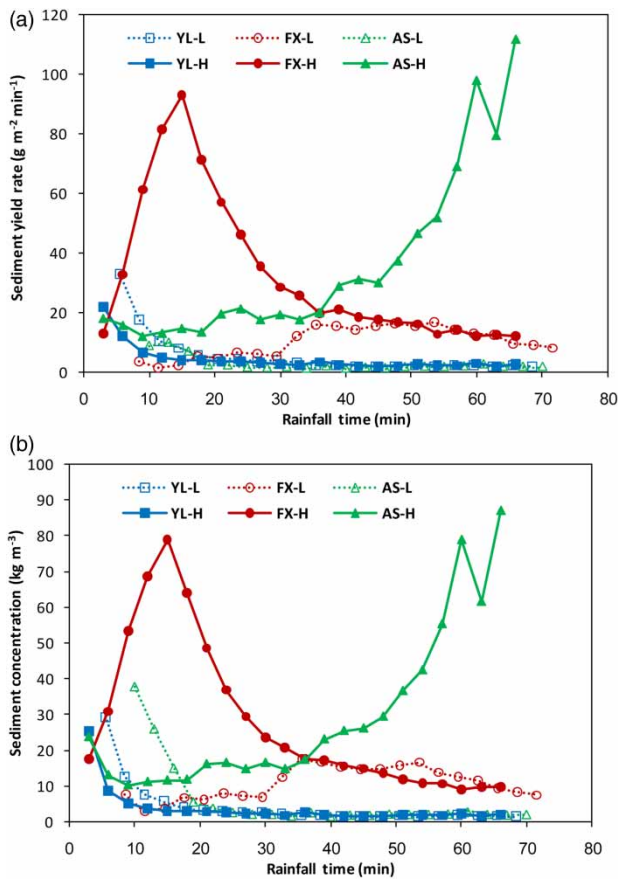 (a)
120
100
80
60
40
20
0
Sediment yield rate (g m⁻² min⁻¹)
YL-L FX-L AS-L
YL-H FX-H AS-H
0 10 20 30 40 50 60 70 80
Rainfall time (min)
(b)
100
90
80
70
60
50
40
30
20
10
0
Sediment concentration (kg m⁻³)
YL-L FX-L AS-L
YL-H FX-H AS-H
0 10 20 30 40 50 60 70 80
Rainfall time (min)